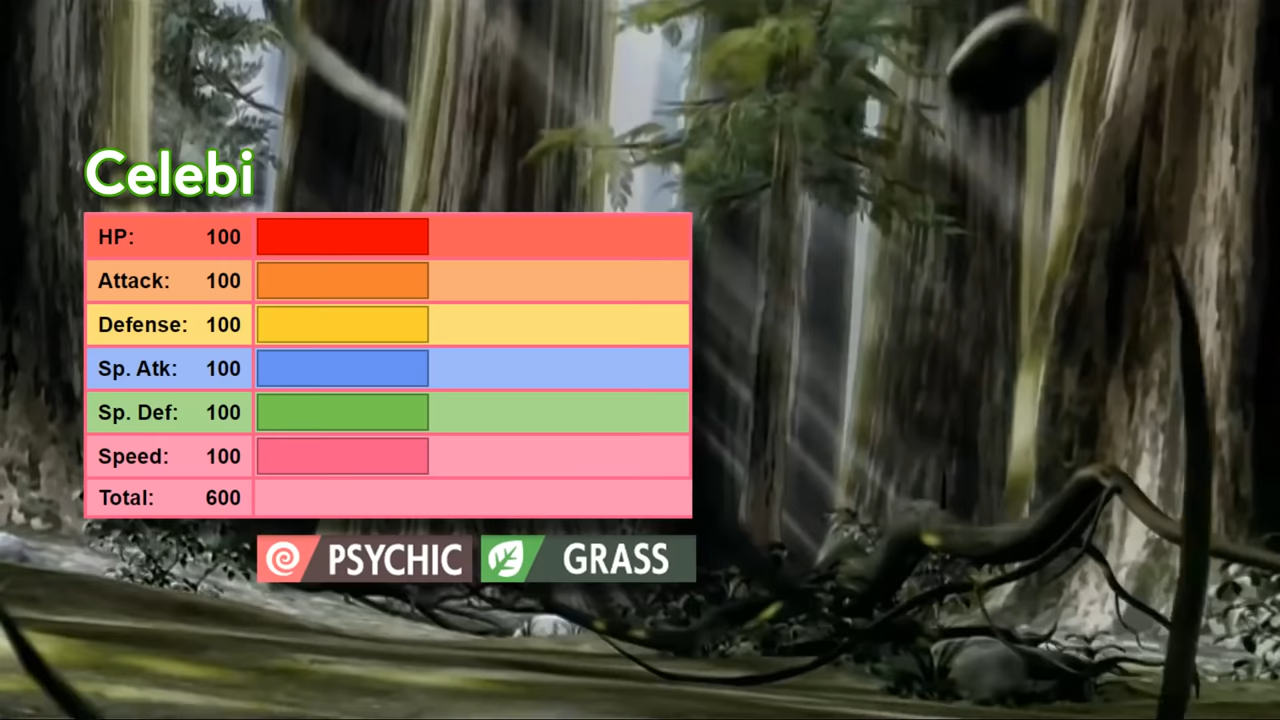 Celebi
HP: 100
Attack: 100
Defense: 100
Sp. Atk: 100
Sp. Def: 100
Speed: 100
Total: 600
PSYCHIC GRASS